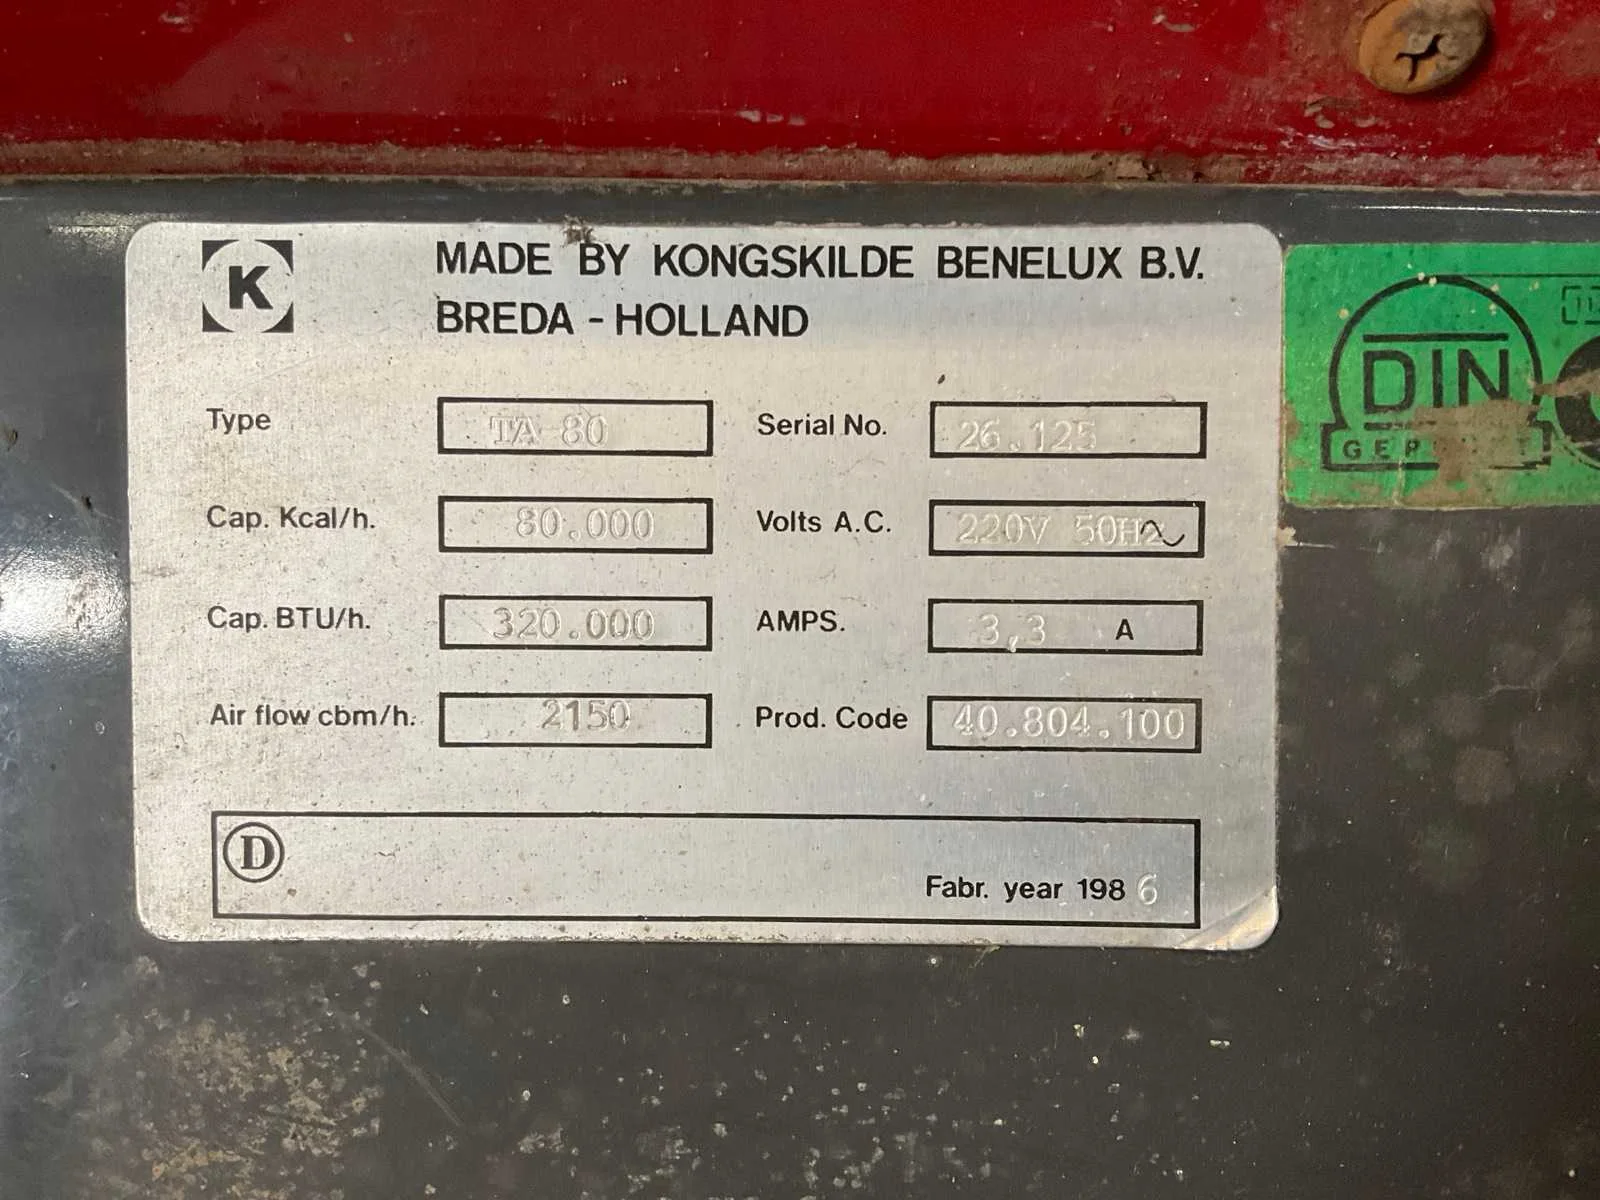 K
MADE BY KONGSKILDE BENELUX B.V.
BREDA - HOLLAND
Type TA 80 Serial No. 26.125
Cap. Kcal/h. 80.000 Volts A.C. 220V 50Hz~
Cap. BTU/h. 320.000 AMPS. 3,3 A
Air flow cbm/h. 2150 Prod. Code 40.804.100
D
Fabr. year 1986
DIN